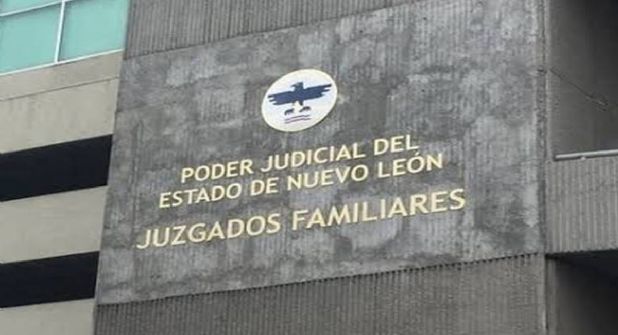 PODER JUDICIAL DEL
ESTADO DE NUEVO LEÓN
JUZGADOS FAMILIARES